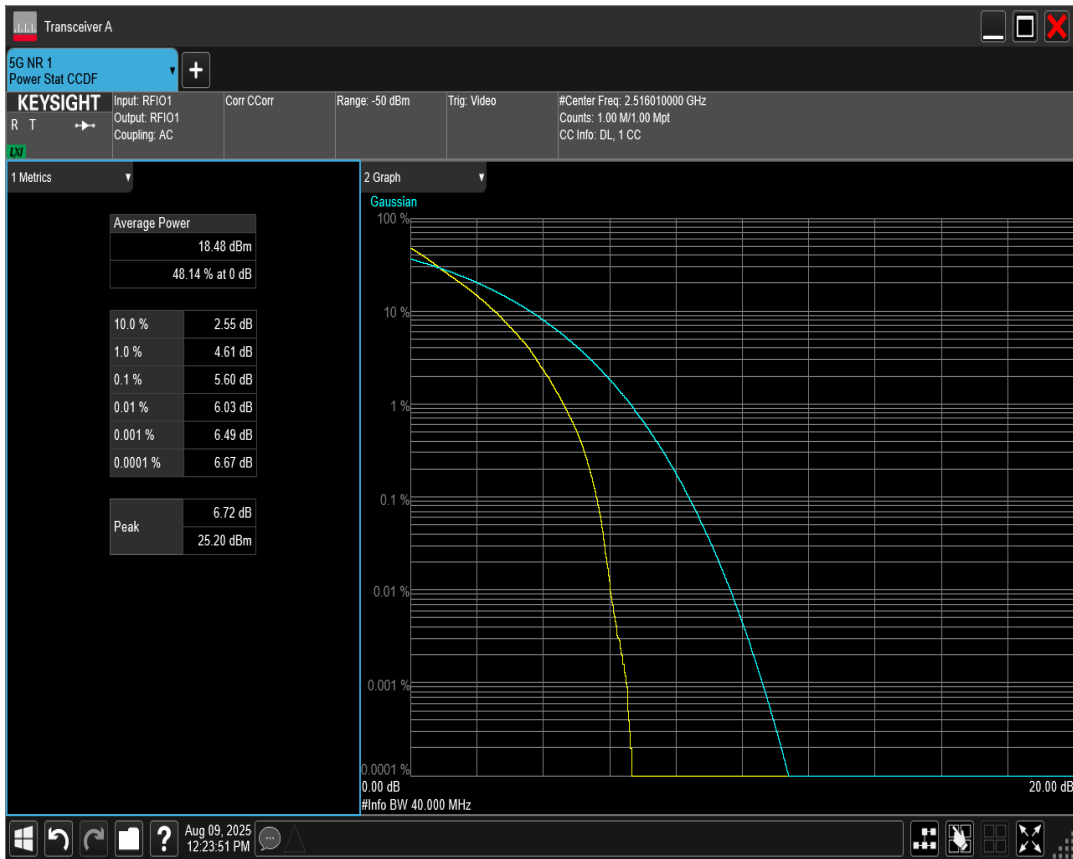 Transceiver A
5G NR 1
Power Stat CCDF
KEYSIGHT
R T
LXI
Input: RFIO1
Output: RFIO1
Coupling: AC
Corr CCorr
Range: -50 dBm
Trig: Video
#Center Freq: 2.516010000 GHz
Counts: 1.00 M/1.00 Mpt
CC Info: DL, 1 CC
1 Metrics
Average Power
18.48 dBm
48.14 % at 0 dB
10.0 % 2.55 dB
1.0 % 4.61 dB
0.1 % 5.60 dB
0.01 % 6.03 dB
0.001 % 6.49 dB
0.0001 % 6.67 dB
Peak 6.72 dB
25.20 dBm
2 Graph
Gaussian
100 %
10 %
1 %
0.1 %
0.01 %
0.001 %
0.0001 %
0.00 dB 20.00 dB
#Info BW 40.000 MHz
Aug 09, 2025
12:23:51 PM